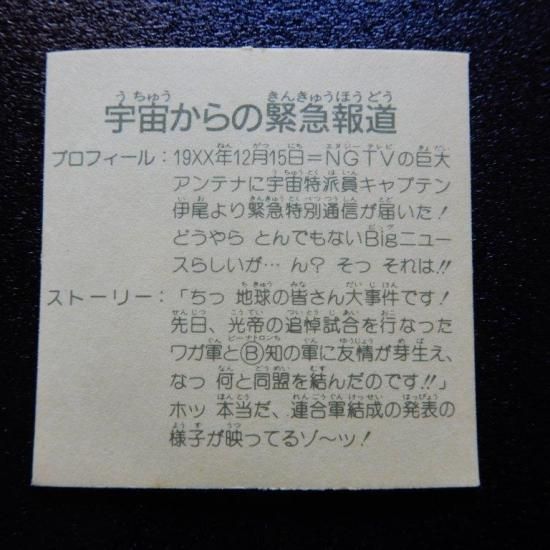 宇宙からの緊急報道
プロフィール：19XX年12月15日＝NGTVの巨大
アンテナに宇宙特派員キャプテン
伊尾より緊急特別通信が届いた！
どうやら とんでもないBigニュー
スらしいが… ん？ そっ それは!!
ストーリー：「ちっ 地球の皆さん大事件です！
先日、光帝の追悼試合を行なった
ワガ軍とⒷ知の軍に友情が芽生え、
なっ 何と同盟を結んだのです!!」
ホッ 本当だ、連合軍結成の発表の
様子が映ってるゾ〜ッ！